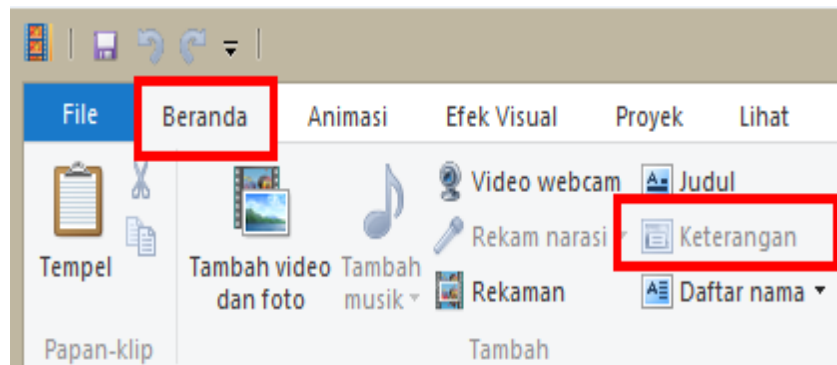 File Beranda Animasi Efek Visual Proyek Lihat
Tempel
Tambah video
dan foto
Tambah
musik
Video webcam
Rekam narasi
Rekaman
Judul
Keterangan
Daftar nama
Papan-klip
Tambah